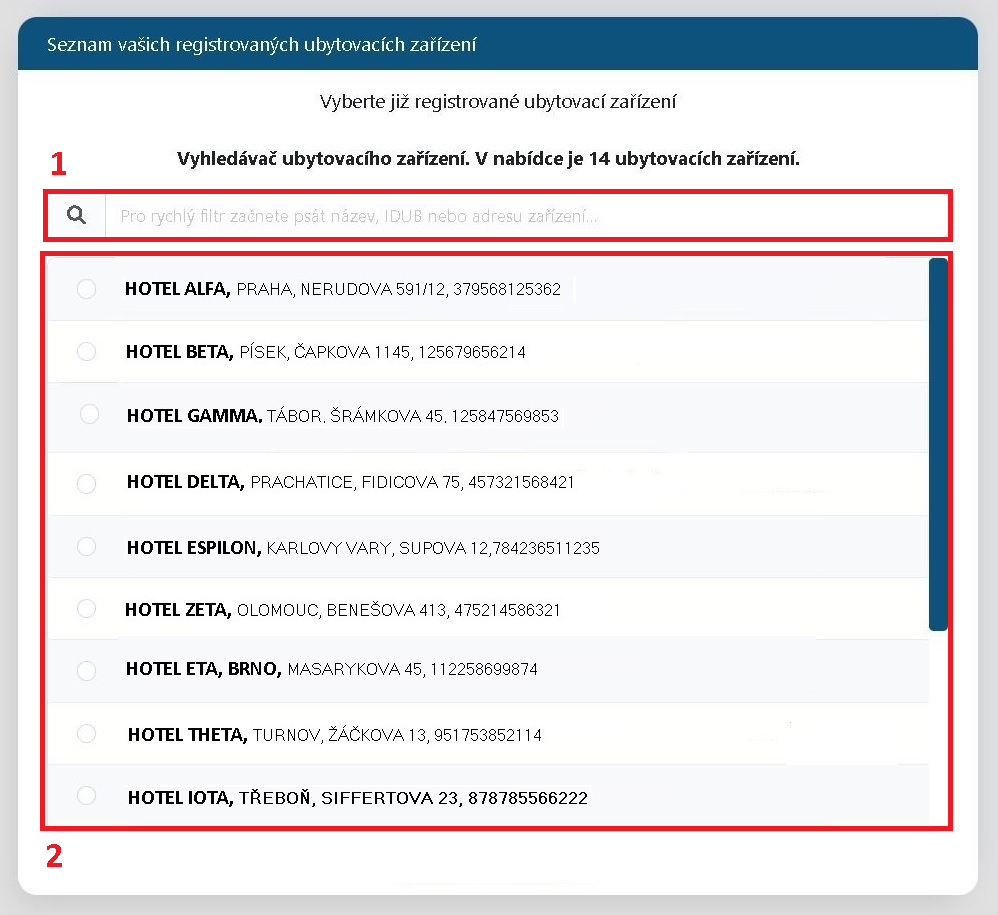 Seznam vašich registrovaných ubytovacích zařízení
Vyberte již registrované ubytovací zařízení
1
Vyhledávač ubytovacího zařízení. V nabídce je 14 ubytovacích zařízení.
Pro rychlý filtr začnete psát název, IDUB nebo adresu zařízení...
HOTEL ALFA, PRAHA, NERUDOVA 591/12, 379568125362
HOTEL BETA, PÍSEK, ČAPKOVA 1145, 125679656214
HOTEL GAMMA, TÁBOR, ŠRÁMKOVA 45, 125847569853
HOTEL DELTA, PRACHATICE, FIDICOVA 75, 457321568421
HOTEL ESPILON, KARLOVY VARY, SUPOVA 12,784236511235
HOTEL ZETA, OLOMOUC, BENEŠOVA 413, 475214586321
HOTEL ETA, BRNO, MASARYKOVA 45, 112258699874
HOTEL THETA, TURNOV, ŽÁČKOVA 13, 951753852114
HOTEL IOTA, TŘEBOŇ, SIFFERTOVA 23, 878785566222
2